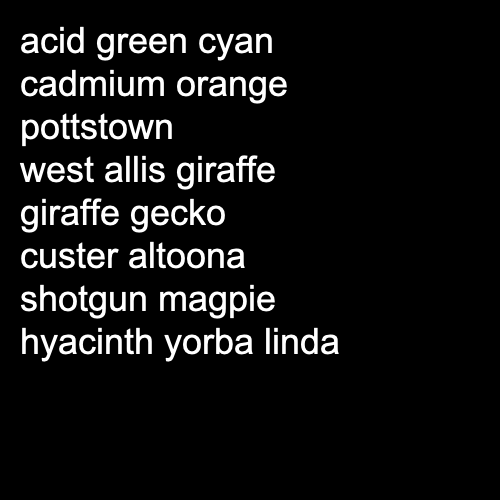 acid green cyan
cadmium orange
pottstown
west allis giraffe
giraffe gecko
custer altoona
shotgun magpie
hyacinth yorba linda